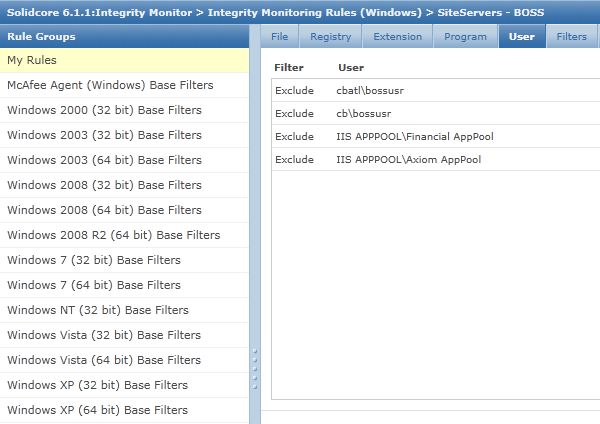 Solidcore 6.1.1:Integrity Monitor > Integrity Monitoring Rules (Windows) > SiteServers - BOSS
Rule Groups
My Rules
McAfee Agent (Windows) Base Filters
Windows 2000 (32 bit) Base Filters
Windows 2003 (32 bit) Base Filters
Windows 2003 (64 bit) Base Filters
Windows 2008 (32 bit) Base Filters
Windows 2008 (64 bit) Base Filters
Windows 2008 R2 (64 bit) Base Filters
Windows 7 (32 bit) Base Filters
Windows 7 (64 bit) Base Filters
Windows NT (32 bit) Base Filters
Windows Vista (32 bit) Base Filters
Windows Vista (64 bit) Base Filters
Windows XP (32 bit) Base Filters
Windows XP (64 bit) Base Filters
File Registry Extension Program User Filters
Filter User
Exclude cbatl\bossusr
Exclude cb\bossusr
Exclude IIS APPPOOL\Financial AppPool
Exclude IIS APPPOOL\Axiom AppPool